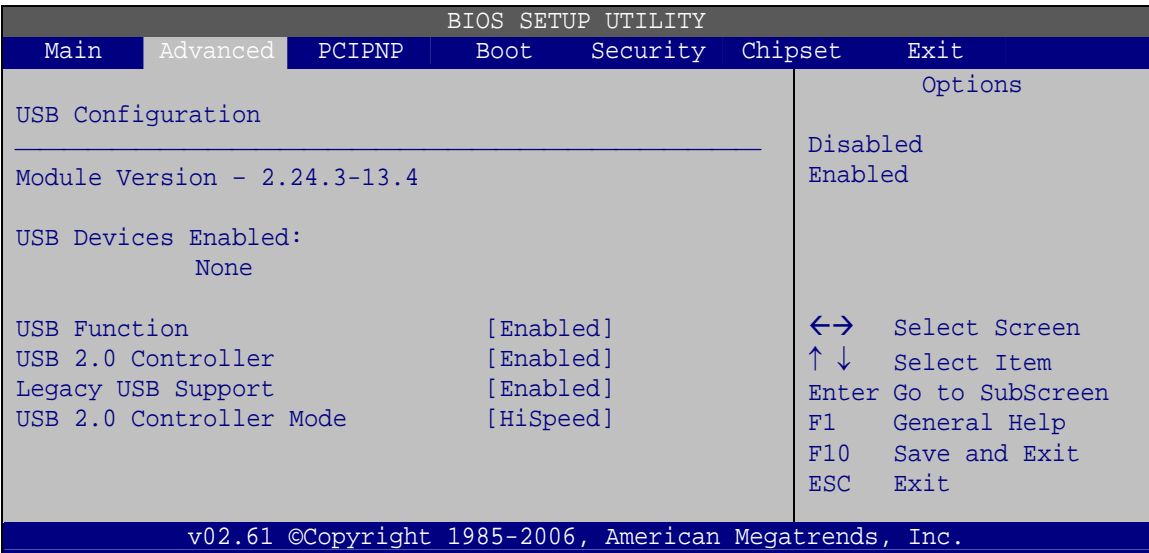 BIOS SETUP UTILITY
Main Advanced PCIPNP Boot Security Chipset Exit
USB Configuration
Module Version – 2.24.3-13.4
USB Devices Enabled:
None
USB Function [Enabled]
USB 2.0 Controller [Enabled]
Legacy USB Support [Enabled]
USB 2.0 Controller Mode [HiSpeed]
Options
Disabled
Enabled
←→ Select Screen
↑↓ Select Item
Enter Go to SubScreen
F1 General Help
F10 Save and Exit
ESC Exit
v02.61 ©Copyright 1985-2006, American Megatrends, Inc.